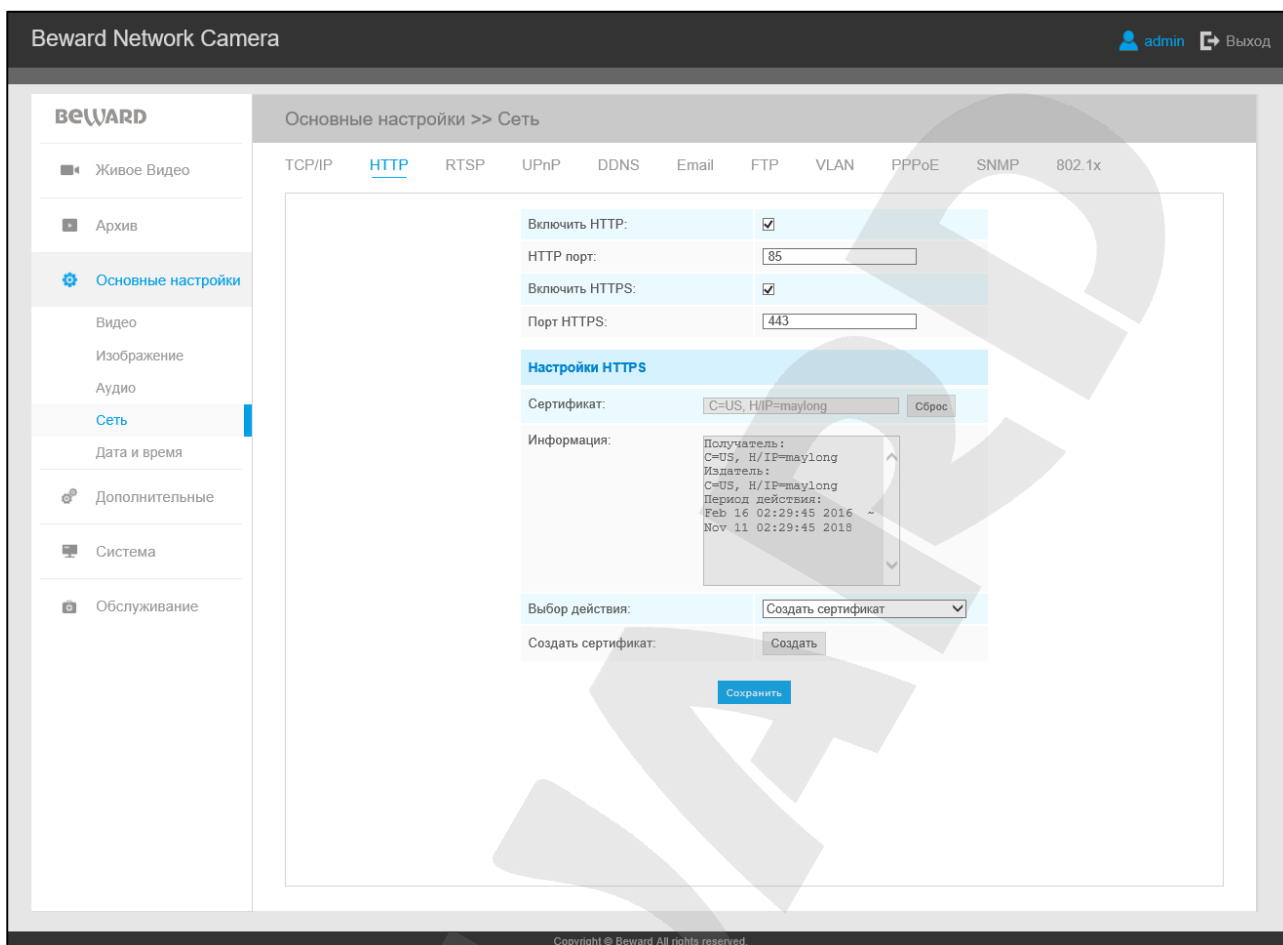 Beward Network Camera
admin Выход
BEWARD
Основные настройки >> Сеть
TCP/IP HTTP RTSP UPnP DDNS Email FTP VLAN PPPoE SNMP 802.1x
Живое Видео
Архив
Основные настройки
Видео
Изображение
Аудио
Сеть
Дата и время
Дополнительные
Система
Обслуживание
Включить HTTP:
HTTP порт: 85
Включить HTTPS:
Порт HTTPS: 443
Настройки HTTPS
Сертификат: C=US, H/IP=maylong Сброс
Информация:
Получатель:
C=US, H/IP=maylong
Издатель:
C=US, H/IP=maylong
Период действия:
Feb 16 02:29:45 2016 ~
Nov 11 02:29:45 2018
Выбор действия: Создать сертификат
Создать сертификат: Создать
Сохранить
Copyright © Beward All rights reserved.